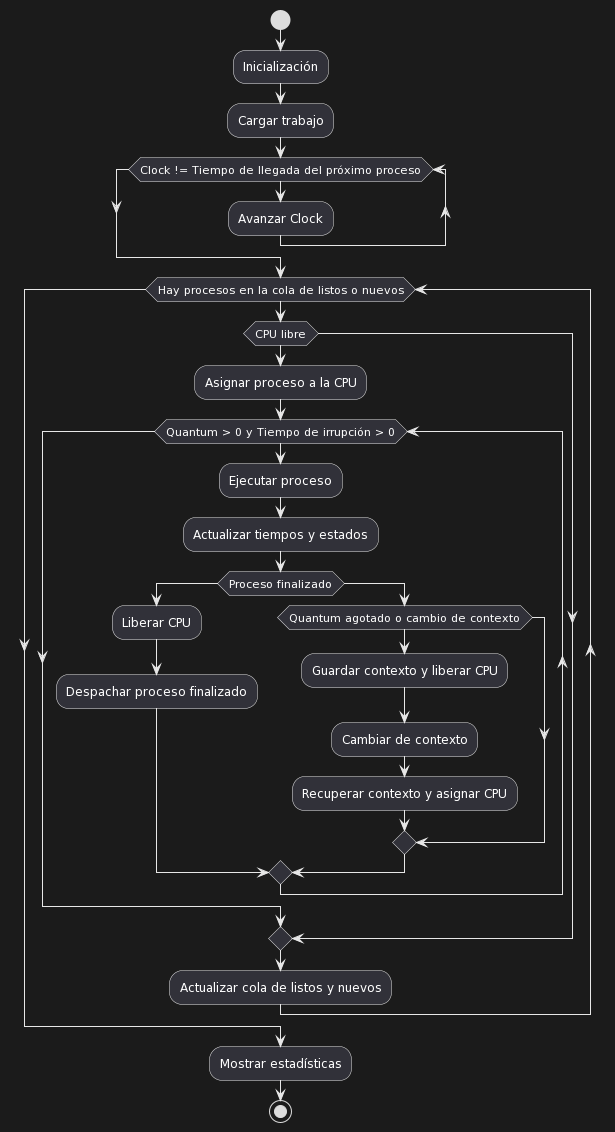 Inicialización
Cargar trabajo
Clock != Tiempo de llegada del próximo proceso
Avanzar Clock
Hay procesos en la cola de listos o nuevos
CPU libre
Asignar proceso a la CPU
Quantum > 0 y Tiempo de irrupción > 0
Ejecutar proceso
Actualizar tiempos y estados
Proceso finalizado
Liberar CPU
Despachar proceso finalizado
Quantum agotado o cambio de contexto
Guardar contexto y liberar CPU
Cambiar de contexto
Recuperar contexto y asignar CPU
Actualizar cola de listos y nuevos
Mostrar estadísticas